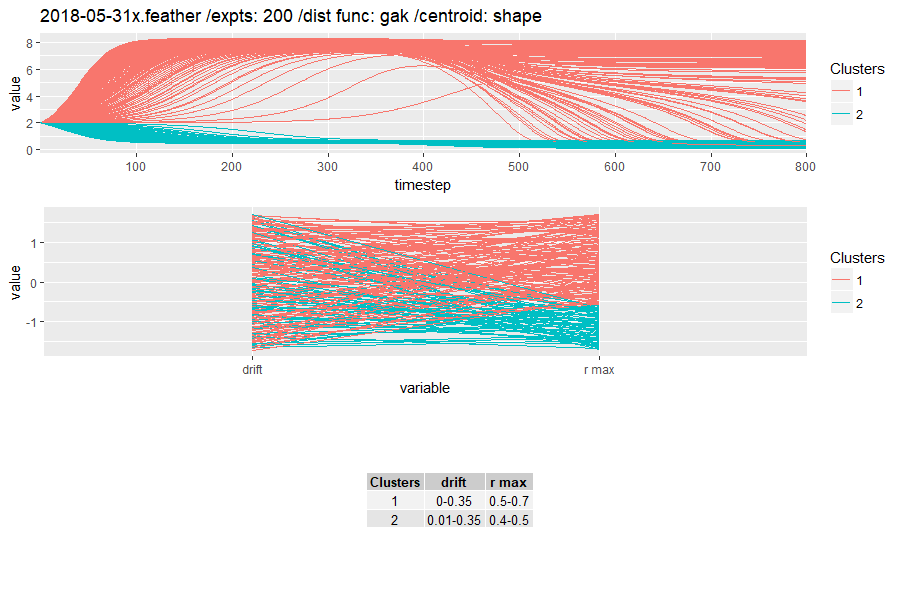 2018-05-31x.feather /expts: 200 /dist func: gak /centroid: shape
8
6
4
2
0
value
100 200 300 400 500 600 700 800
timestep
Clusters
1
2
1
0
-1
value
drift r max
variable
Clusters
1
2
Clusters drift r max
1 0-0.35 0.5-0.7
2 0.01-0.35 0.4-0.5